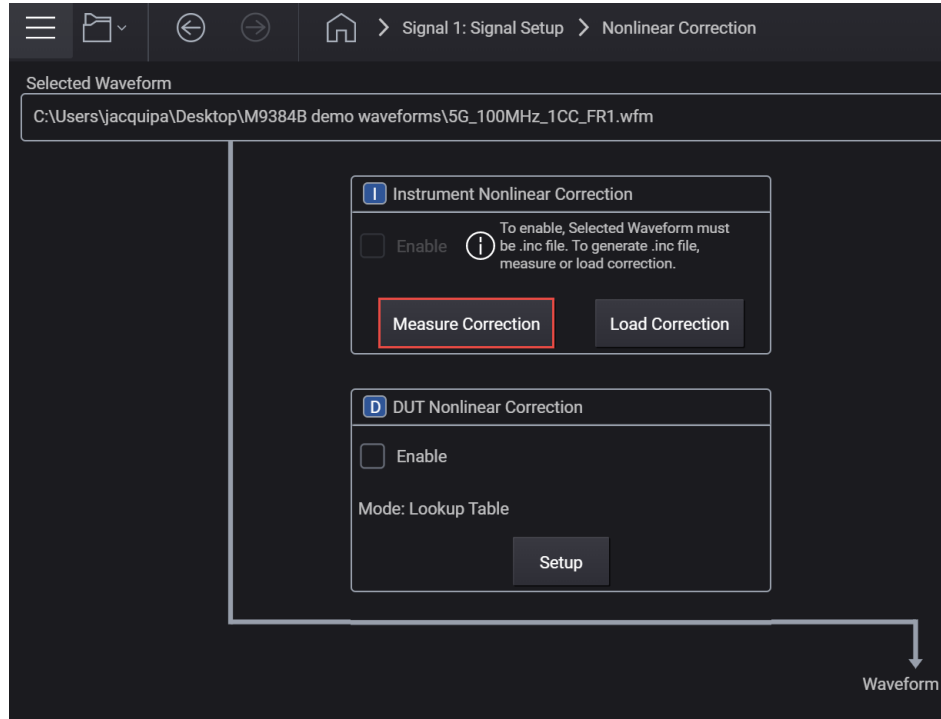 Signal 1: Signal Setup
Nonlinear Correction
Selected Waveform
C:\Users\jacquipa\Desktop\M9384B demo waveforms\5G_100MHz_1CC_FR1.wfm
I Instrument Nonlinear Correction
Enable
To enable, Selected Waveform must
be .inc file. To generate .inc file,
measure or load correction.
Measure Correction
Load Correction
D DUT Nonlinear Correction
Enable
Mode: Lookup Table
Setup
Waveform